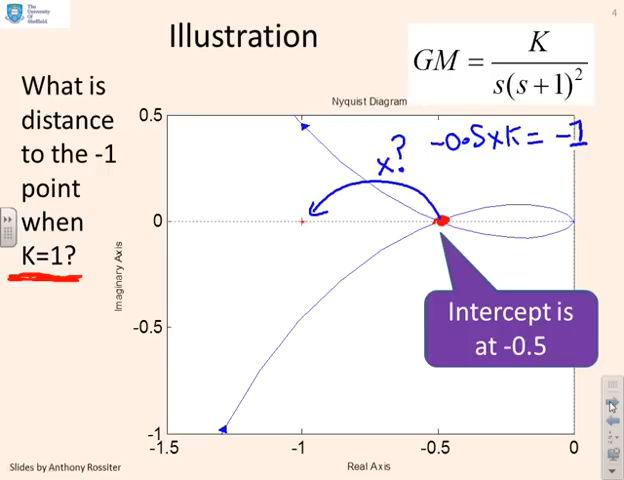 The
University
Of
Sheffield.
4
Illustration
GM = K / s(s+1)²
What is
distance
to the -1
point
when
K=1?
Nyquist Diagram
-0.5xK = -1
x?
0.5
0
-0.5
-1
Imaginary Axis
-1.5 -1 -0.5 0
Real Axis
Intercept is
at -0.5
Slides by Anthony Rossiter